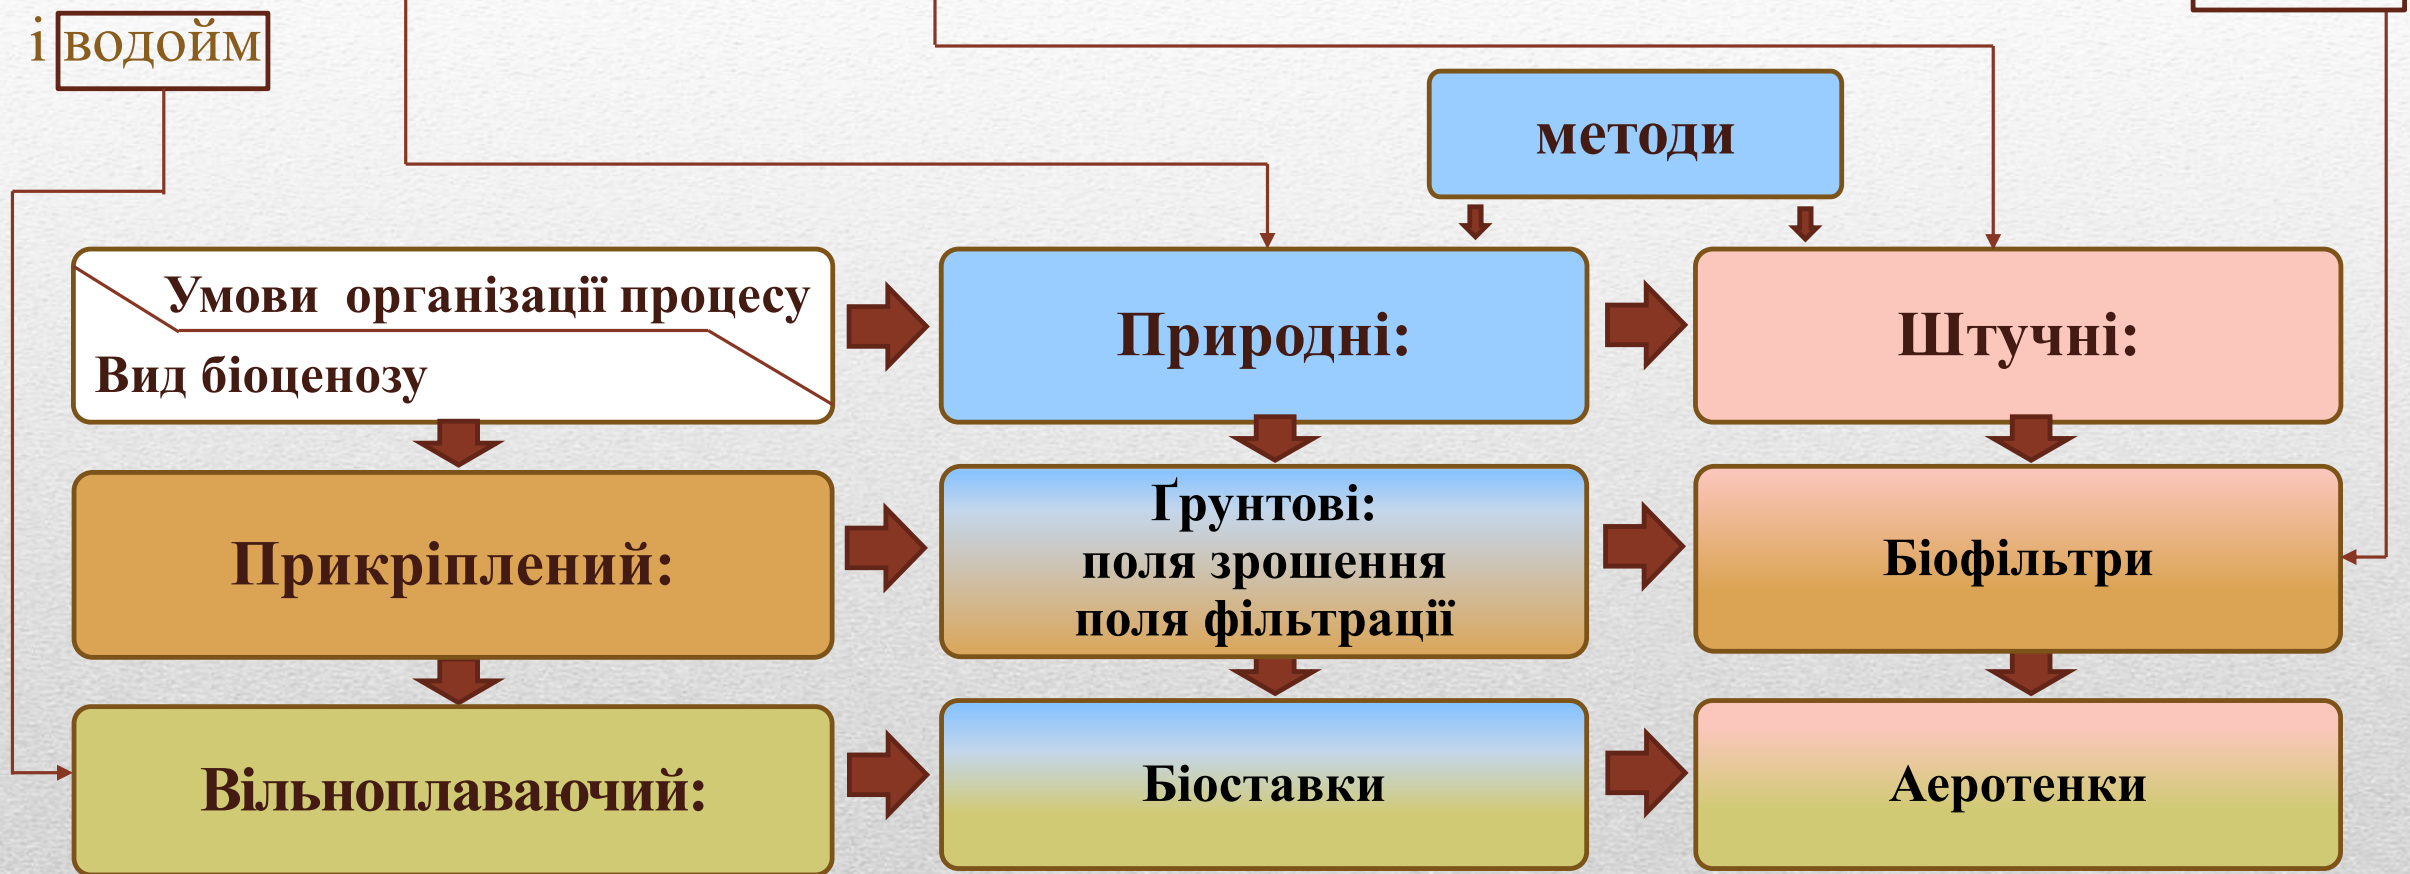 і водойм
методи
Умови організації процесу
Вид біоценозу
Природні:
Штучні:
Прикріплений:
Ґрунтові:
поля зрошення
поля фільтрації
Біофільтри
Вільноплаваючий:
Біоставки
Аеротенки